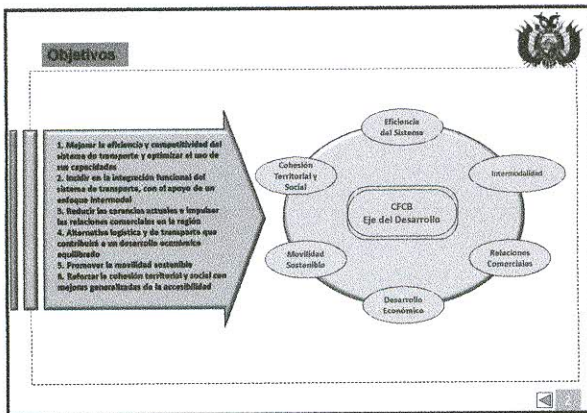 Objetivos
1. Mejorar la eficiencia y competitividad del
sistema de transporte y optimizar el uso de
sus capacidades
2. Incidir en la integración funcional del
sistema de transporte, con el apoyo de un
enfoque intermodal
3. Reducir las carencias actuales e impulsar
las relaciones comerciales en la región
4. Alternativa logística y de transporte que
contribuirá a un desarrollo económico
equilibrado
5. Promover la movilidad sostenible
6. Reforzar la cohesión territorial y social con
mejoras generalizadas de la accesibilidad
Eficiencia
del Sistema
Cohesión
Territorial y
Social
Intermodalidad
CFCB
Eje del Desarrollo
Movilidad
Sostenible
Relaciones
Comerciales
Desarrollo
Económico